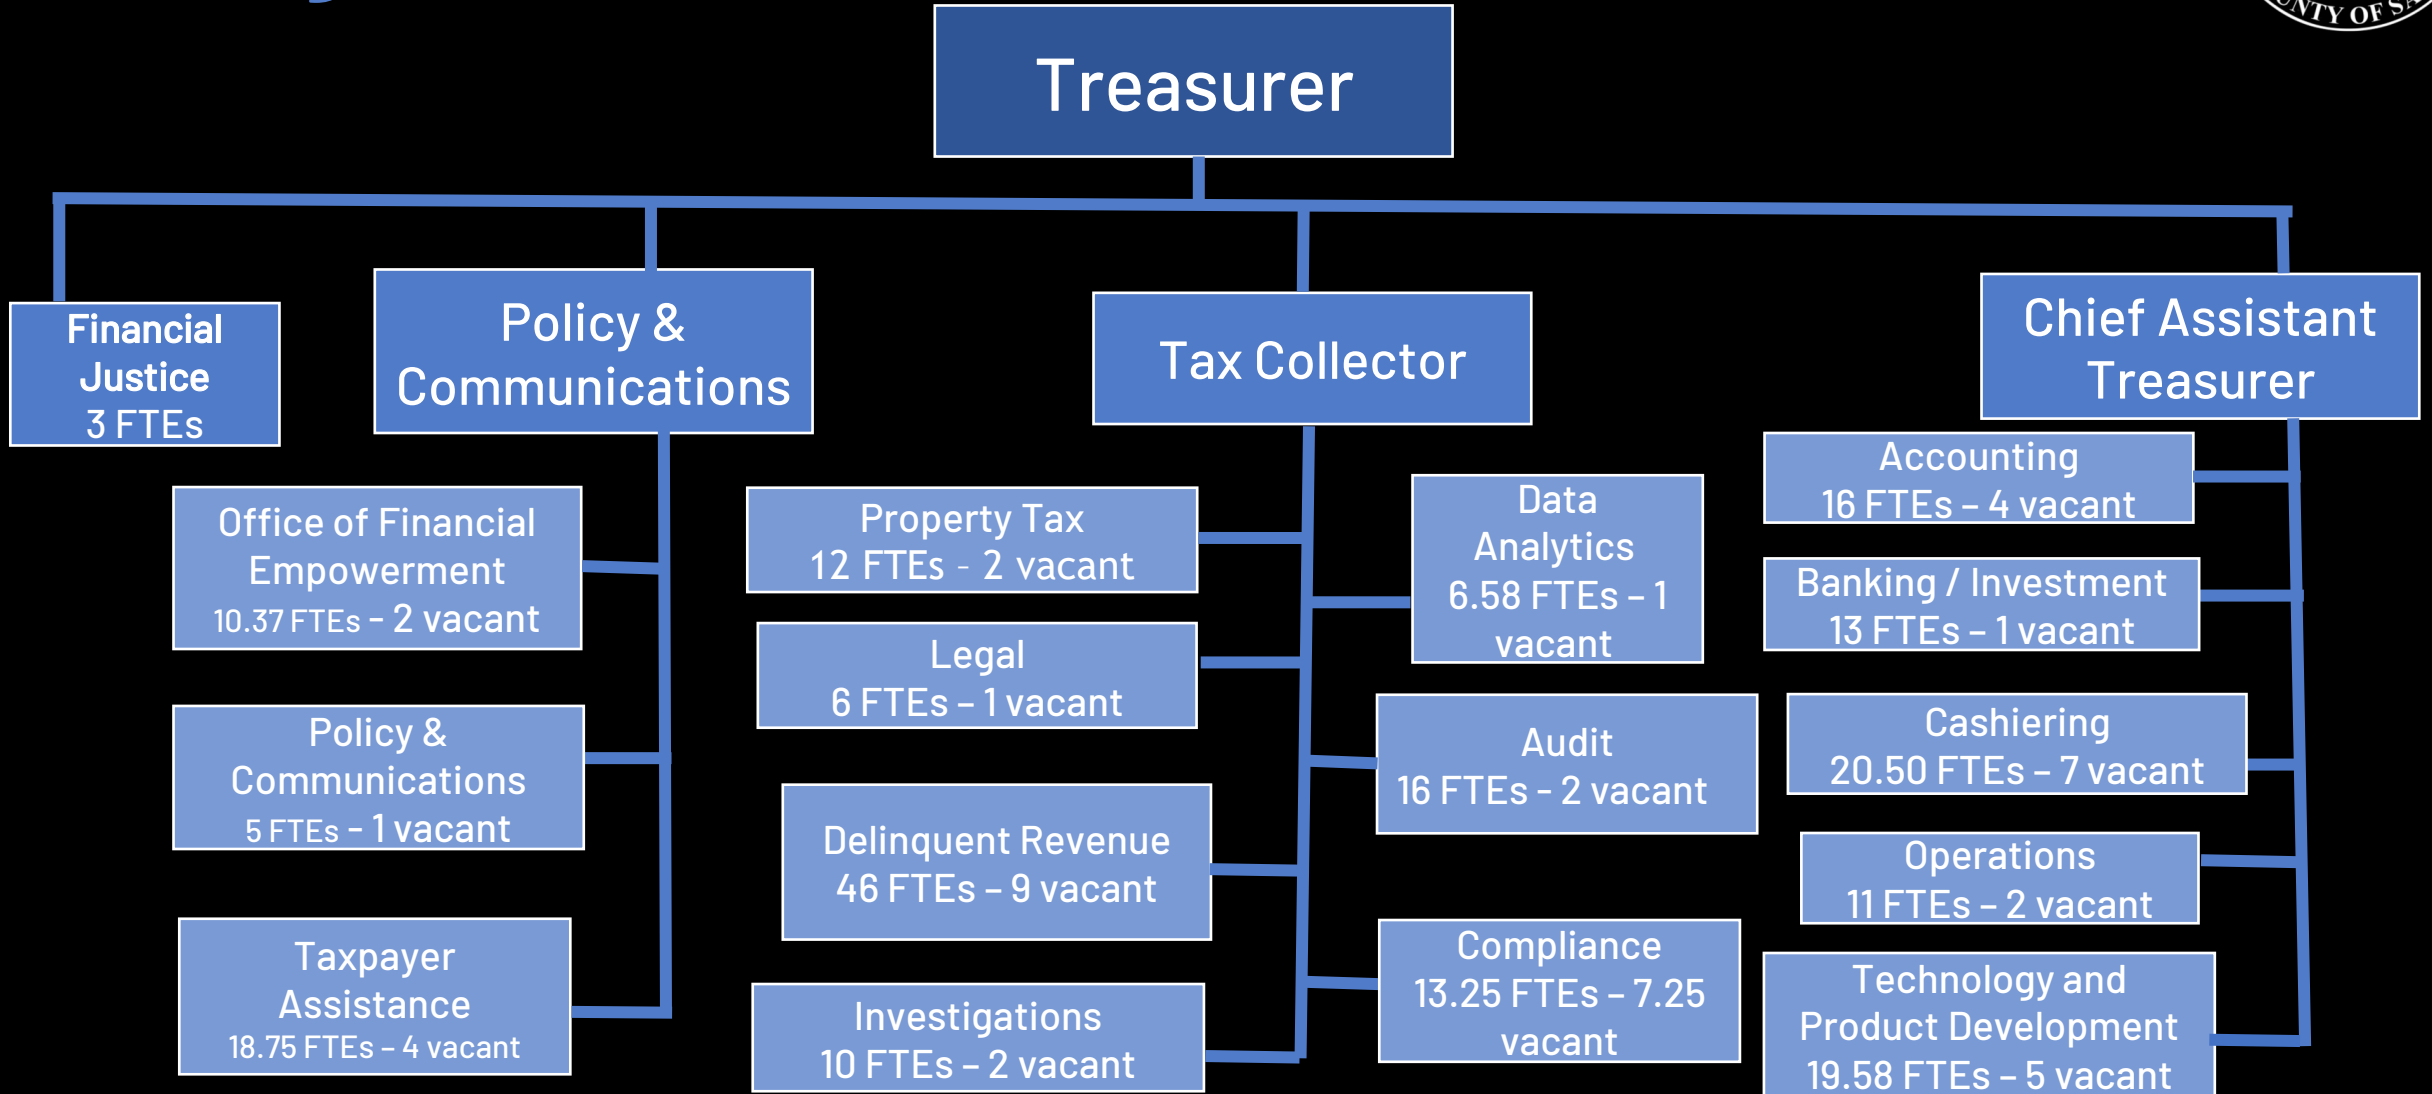 UNTY OF
Treasurer
Financial
Justice
3 FTEs
Policy &
Communications
Tax Collector
Chief Assistant
Treasurer
Office of Financial
Empowerment
10.37 FTEs – 2 vacant
Policy &
Communications
5 FTEs – 1 vacant
Taxpayer
Assistance
18.75 FTEs – 4 vacant
Property Tax
12 FTEs - 2 vacant
Legal
6 FTEs – 1 vacant
Delinquent Revenue
46 FTEs – 9 vacant
Investigations
10 FTEs – 2 vacant
Data
Analytics
6.58 FTEs – 1
vacant
Audit
16 FTEs - 2 vacant
Compliance
13.25 FTEs – 7.25
vacant
Accounting
16 FTEs – 4 vacant
Banking / Investment
13 FTEs – 1 vacant
Cashiering
20.50 FTEs – 7 vacant
Operations
11 FTEs – 2 vacant
Technology and
Product Development
19.58 FTEs – 5 vacant